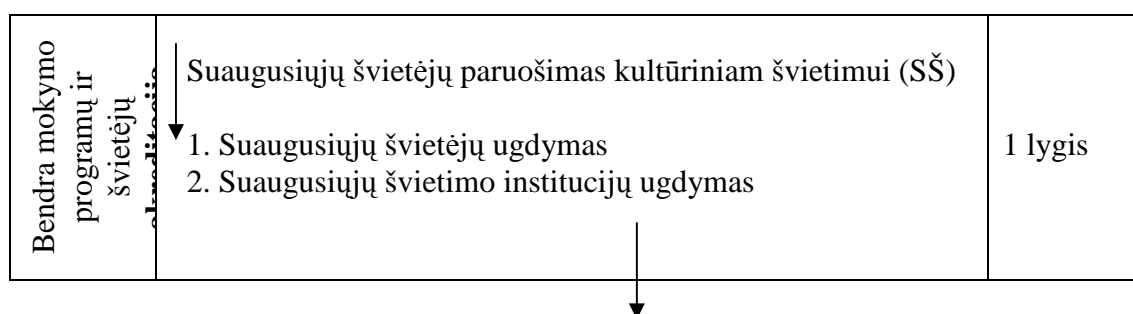 Bendra mokymo
programų ir
švietėjų
Suaugusiųjų švietėjų paruošimas kultūriniam švietimui (SŠ)
1. Suaugusiųjų švietėjų ugdymas
2. Suaugusiųjų švietimo institucijų ugdymas
1 lygis